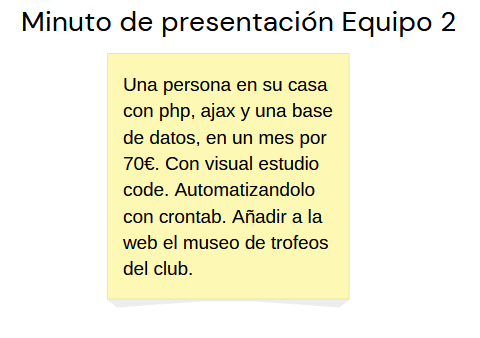 Minuto de presentación Equipo 2
Una persona en su casa
con php, ajax y una base
de datos, en un mes por
70€. Con visual estudio
code. Automatizandolo
con crontab. Añadir a la
web el museo de trofeos
del club.